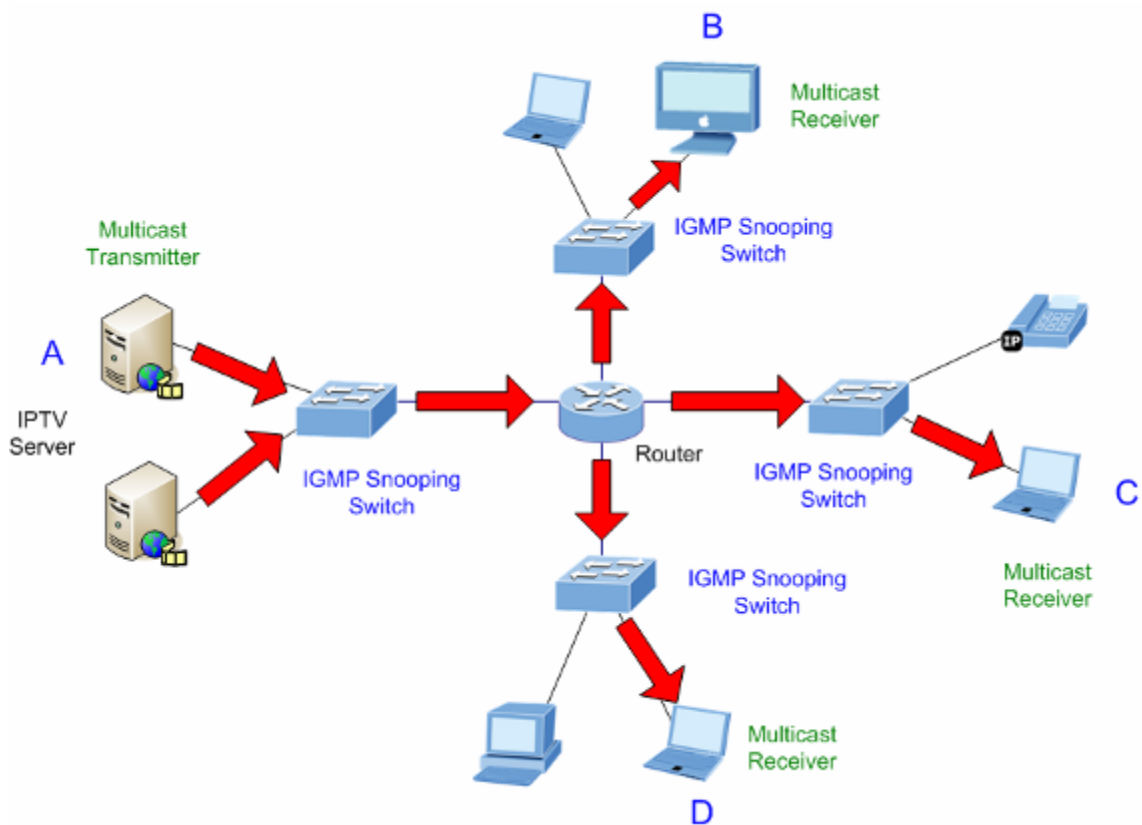 B
Multicast
Receiver
IGMP Snooping
Switch
Multicast
Transmitter
A
IPTV
Server
IGMP Snooping
Switch
Router
IP
IGMP Snooping
Switch
C
Multicast
Receiver
IGMP Snooping
Switch
Multicast
Receiver
D